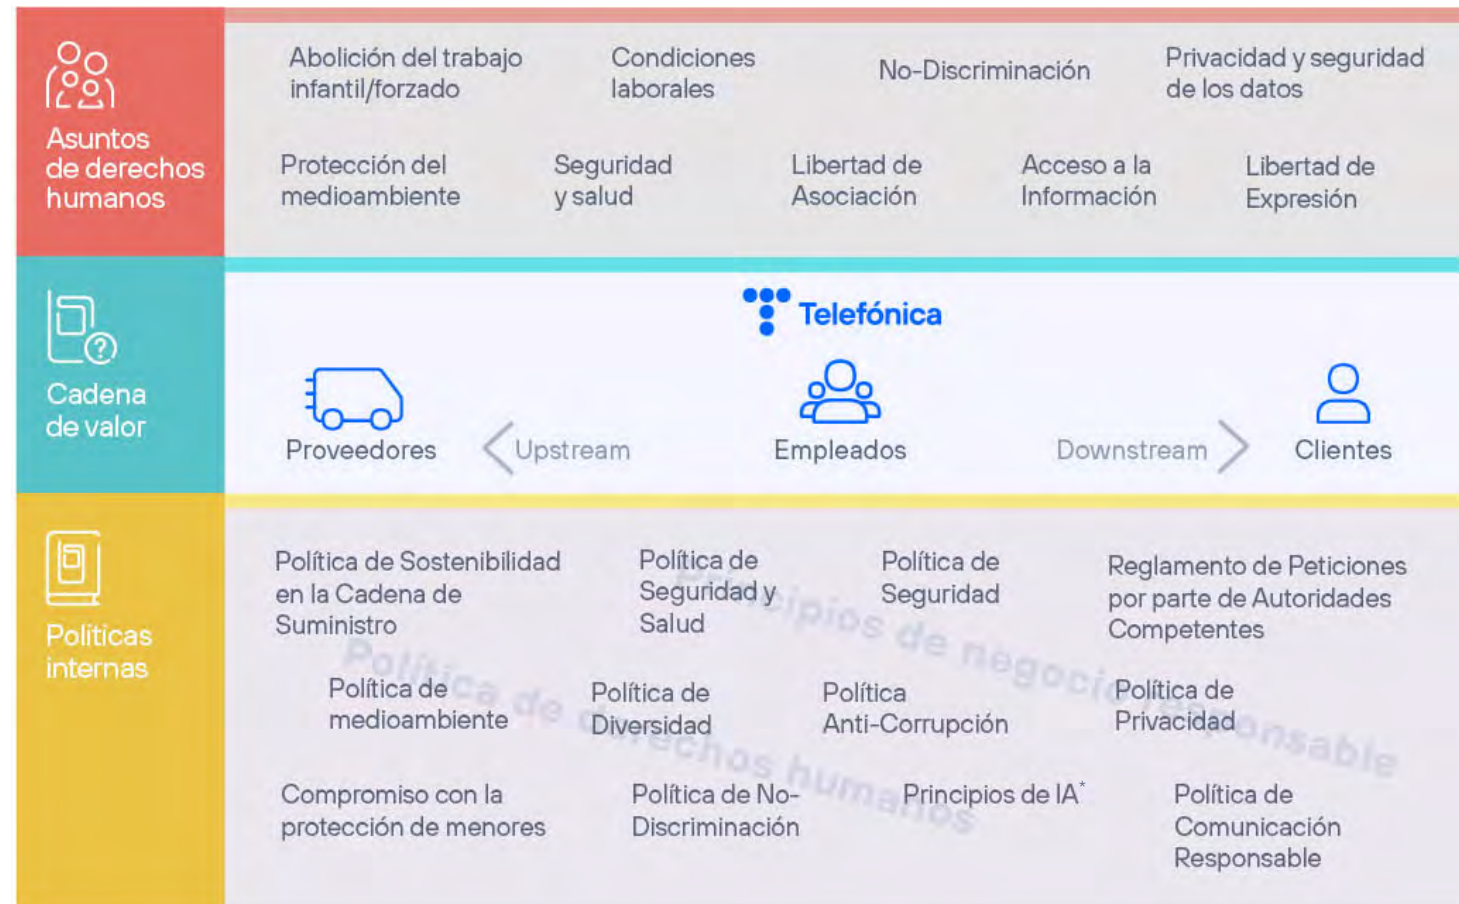 Asuntos
de derechos
humanos
Abolición del trabajo
infantil/forzado
Condiciones
laborales
No-Discriminación
Privacidad y seguridad
de los datos
Protección del
medioambiente
Seguridad
y salud
Libertad de
Asociación
Acceso a la
Información
Libertad de
Expresión
Cadena
de valor
Telefónica
Proveedores
Upstream
Empleados
Downstream
Clientes
Políticas
internas
Política de Sostenibilidad
en la Cadena de
Suministro
Política de
Seguridad y
Salud
Política de
Seguridad
Reglamento de Peticiones
por parte de Autoridades
Competentes
Política de
medioambiente
Política de
Diversidad
Política
Anti-Corrupción
Política de
Privacidad
Compromiso con la
protección de menores
Política de No-
Discriminación
Principios de IA*
Política de
Comunicación
Responsable
Principios de negocio responsable
Política de derechos humanos